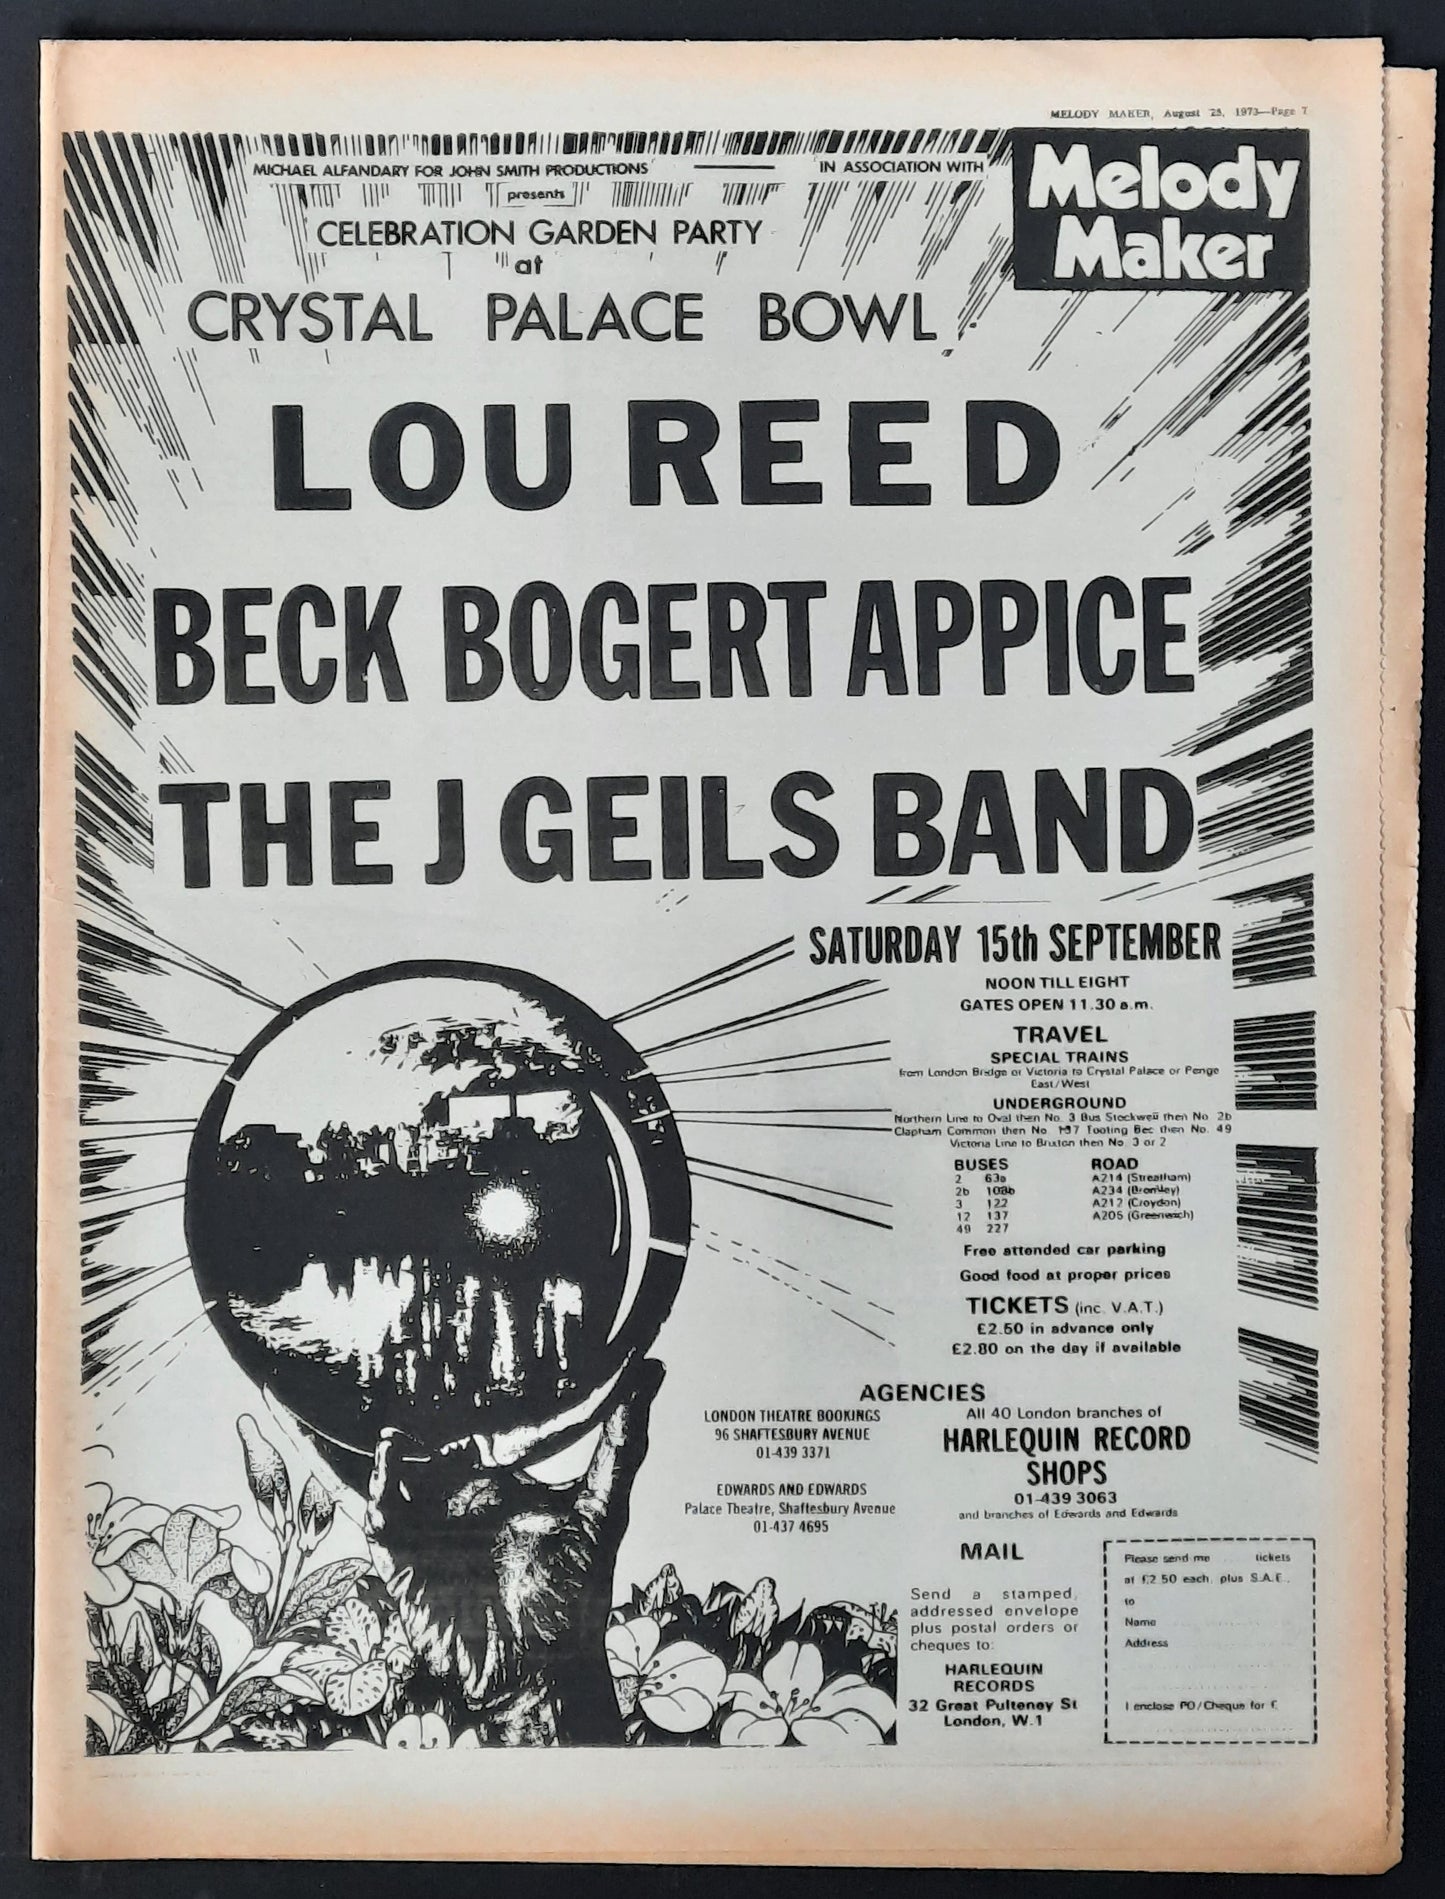 MELODY MAKER, August 25, 1973—Page 7
MICHAEL ALFANDARY FOR JOHN SMITH PRODUCTIONS
IN ASSOCIATION WITH
Melody
Maker
presents
CELEBRATION GARDEN PARTY
at
CRYSTAL PALACE BOWL
LOU REED
BECK BOGERT APPICE
THE J GEILS BAND
SATURDAY 15th SEPTEMBER
NOON TILL EIGHT
GATES OPEN 11.30 a.m.
TRAVEL
SPECIAL TRAINS
from London Bridge or Victoria to Crystal Palace or Penge
East/West
UNDERGROUND
Northern Line to Oval then No. 3 Bus Stockwell then No. 2b
Clapham Common then No. 137 Tooting Bec then No. 49
Victoria Line to Brixton then No. 3 or 2
BUSES
2 63a
2b 108b
3 122
12 137
49 227
ROAD
A214 (Streatham)
A234 (Bromley)
A212 (Croydon)
A205 (Greenwich)
Free attended car parking
Good food at proper prices
TICKETS (inc. V.A.T.)
£2.50 in advance only
£2.80 on the day if available
AGENCIES
LONDON THEATRE BOOKINGS
96 SHAFTESBURY AVENUE
01-439 3371
EDWARDS AND EDWARDS
Palace Theatre, Shaftesbury Avenue
01-437 4695
All 40 London branches of
HARLEQUIN RECORD
SHOPS
01-439 3063
and branches of Edwards and Edwards
MAIL
Send a stamped,
addressed envelope
plus postal orders or
cheques to:
HARLEQUIN
RECORDS
32 Great Pulteney St
London, W.1
Please send me ..... tickets
at £2.50 each, plus S.A.E.,
to
Name
Address
I enclose PO/Cheque for £